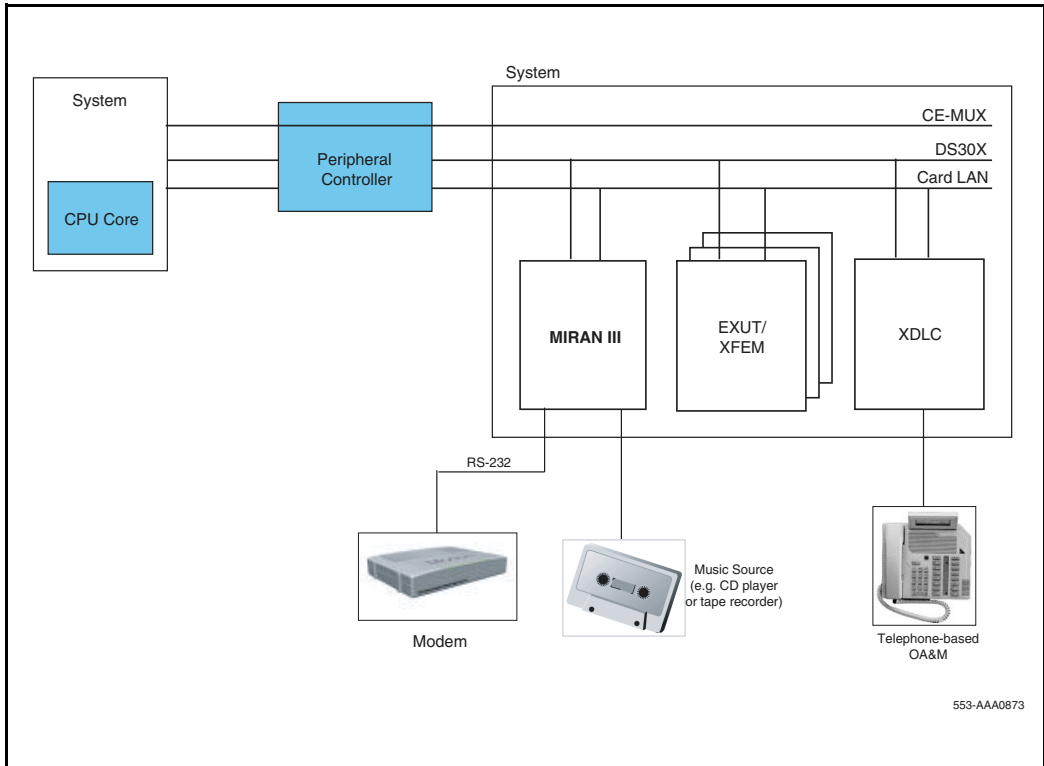 System
System
CE-MUX
DS30X
Card LAN
Peripheral
Controller
CPU Core
MIRAN III
EXUT/
XFEM
XDLC
RS-232
Modem
Music Source
(e.g. CD player
or tape recorder)
Telephone-based
OA&M
553-AAA0873